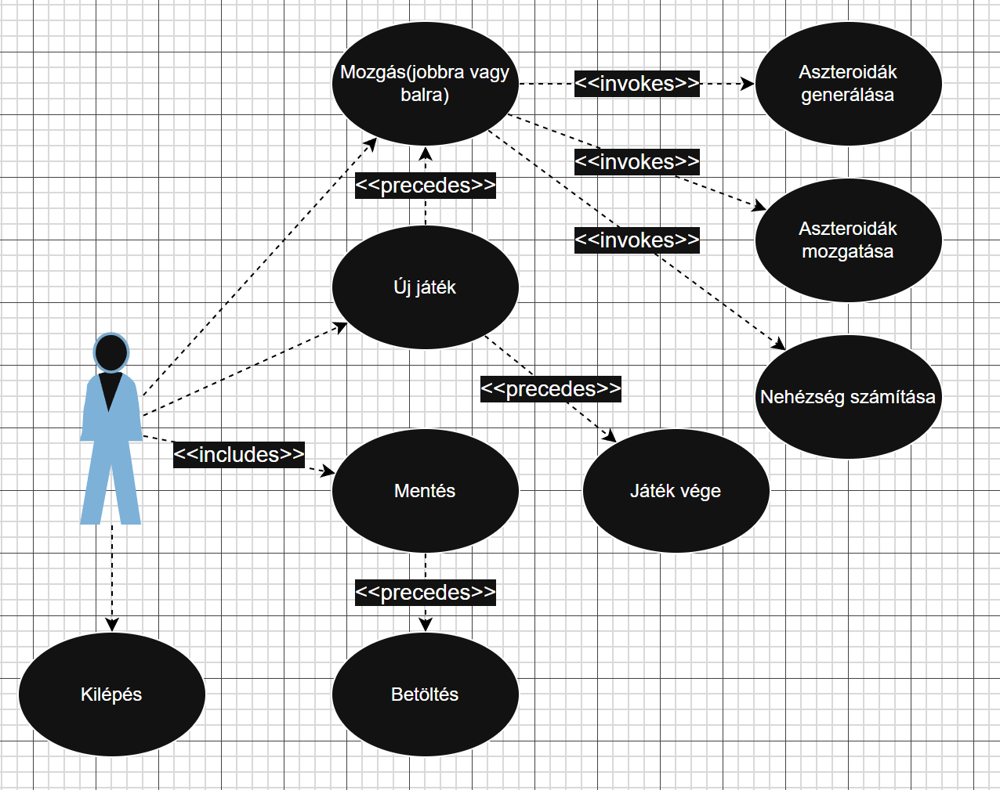 Mozgás(jobbra vagy
balra)
<<invokes>>
Aszteroidák
generálása
<<invokes>>
<<precedes>>
Aszteroidák
mozgatása
<<invokes>>
Új játék
<<precedes>>
Nehézség számítása
<<includes>>
Mentés
Játék vége
<<precedes>>
Kilépés
Betöltés